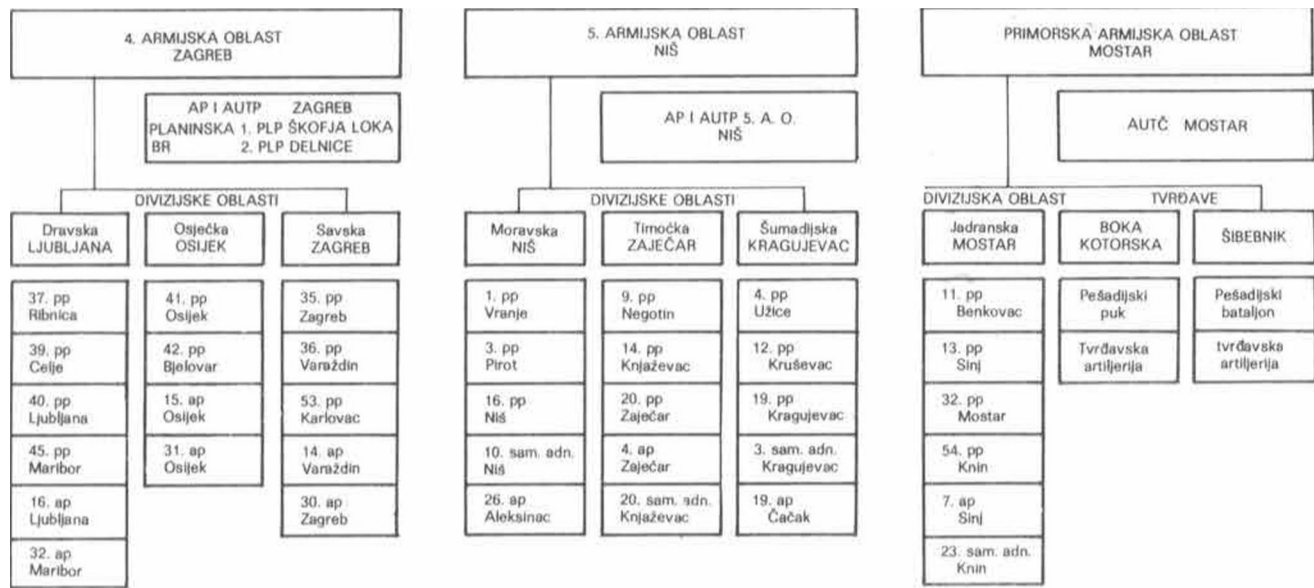 4. ARMIJSKA OBLAST
ZAGREB
AP I AUTP ZAGREB
PLANINSKA 1. PLP ŠKOFJA LOKA
BR 2. PLP DELNICE
DIVIZIJSKE OBLASTI
Dravska
LJUBLJANA
Osječka
OSIJEK
Savska
ZAGREB
37. pp
Ribnica
39. pp
Celje
40. pp
Ljubljana
45. pp
Maribor
16. ap
Ljubljana
32. ap
Maribor
41. pp
Osijek
42. pp
Bjelovar
15. ap
Osijek
31. ap
Osijek
35. pp
Zagreb
36. pp
Varaždin
53. pp
Karlovac
14. ap
Varaždin
30. ap
Zagreb
5. ARMIJSKA OBLAST
NIŠ
AP I AUTP 5. A. O.
NIŠ
DIVIZIJSKE OBLASTI
Moravska
NIŠ
Timočka
ZAJEČAR
Šumadijska
KRAGUJEVAC
1. pp
Vranje
3. pp
Pirot
16. pp
Niš
10. sam. adn.
Niš
26. ap
Aleksinac
9. pp
Negotin
14. pp
Knjaževac
20. pp
Zaječar
4. ap
Zaječar
20. sam. adn.
Knjaževac
4. pp
Užice
12. pp
Kruševac
19. pp
Kragujevac
3. sam. adn.
Kragujevac
19. ap
Čačak
PRIMORSKA ARMIJSKA OBLAST
MOSTAR
AUTČ MOSTAR
DIVIZIJSKA OBLAST
TVRĐAVE
Jadranska
MOSTAR
BOKA
KOTORSKA
ŠIBEBNIK
11. pp
Benkovac
13. pp
Sinj
32. pp
Mostar
54. pp
Knin
7. ap
Sinj
23. sam. adn.
Knin
Pešadijski
puk
Tvrđavska
artiljerija
Pešadijski
bataljon
tvrđavska
artiljerija